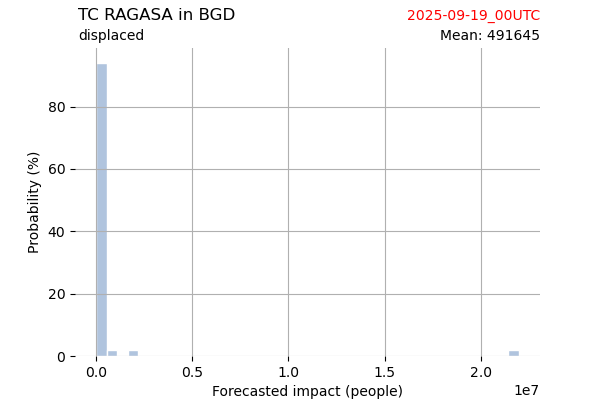 TC RAGASA in BGD
2025-09-19_00UTC
displaced
Mean: 491645
Probability (%)
80
60
40
20
0
0.0
0.5
1.0
1.5
2.0
1e7
Forecasted impact (people)